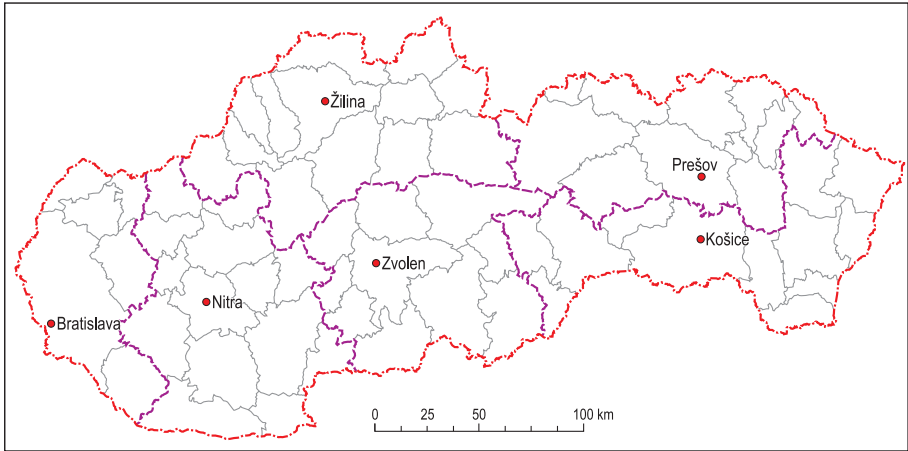 Žilina
Prešov
Košice
Zvolen
Nitra
Bratislava
0 25 50 100 km